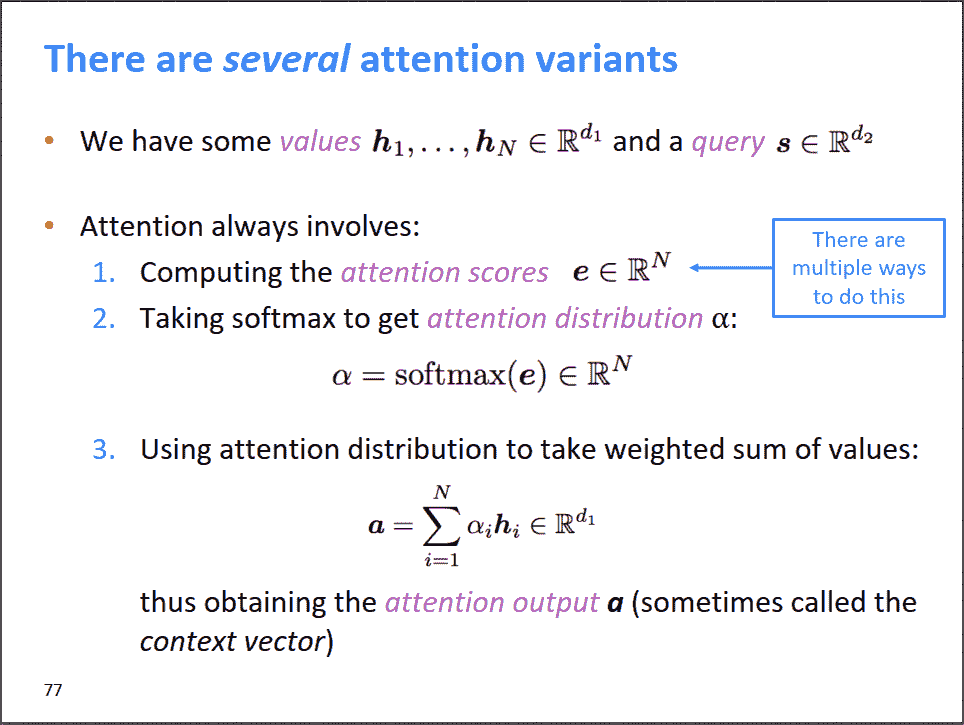 There are several attention variants
• We have some values h₁, . . . , h_N ∈ ℝ^{d₁} and a query s ∈ ℝ^{d₂}
• Attention always involves:
1. Computing the attention scores e ∈ ℝ^N
There are
multiple ways
to do this
2. Taking softmax to get attention distribution α:
α = softmax(e) ∈ ℝ^N
3. Using attention distribution to take weighted sum of values:
a = ∑_{i=1}^{N} α_i h_i ∈ ℝ^{d₁}
thus obtaining the attention output a (sometimes called the
context vector)
77